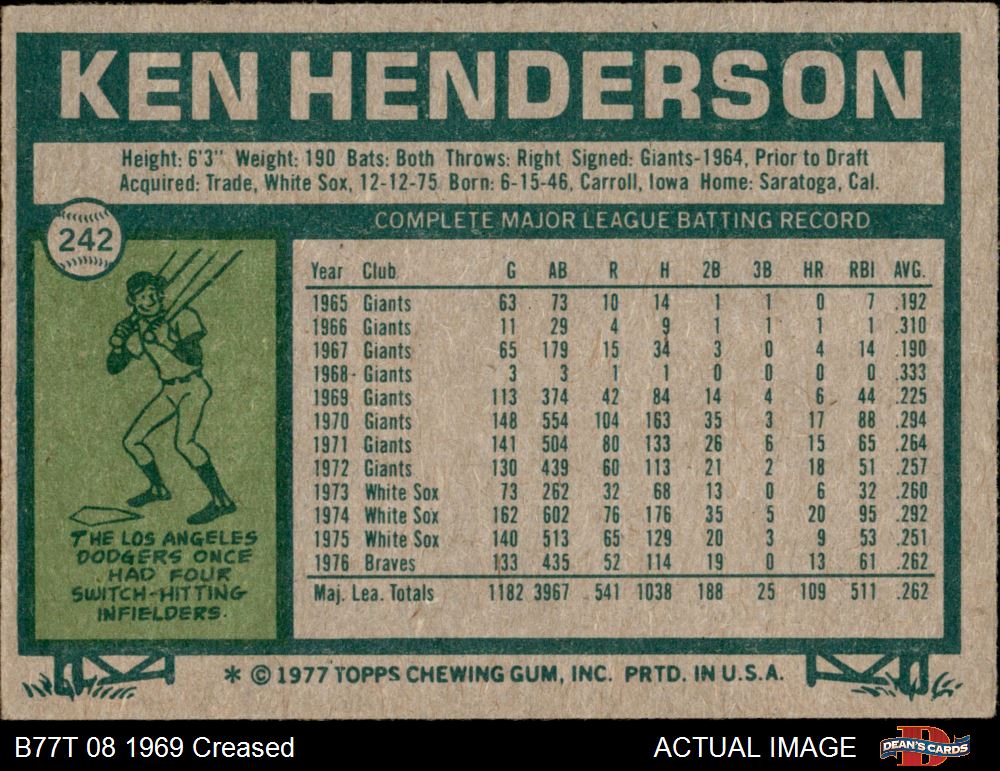 KEN HENDERSON
Height: 6'3" Weight: 190 Bats: Both Throws: Right Signed: Giants-1964, Prior to Draft
Acquired: Trade, White Sox, 12-12-75 Born: 6-15-46, Carroll, Iowa Home: Saratoga, Cal.
242
COMPLETE MAJOR LEAGUE BATTING RECORD
Year Club G AB R H 2B 3B HR RBI AVG.
1965 Giants 63 73 10 14 1 1 0 7 .192
1966 Giants 11 29 4 9 1 1 1 1 .310
1967 Giants 65 179 15 34 3 0 4 14 .190
1968- Giants 3 3 1 1 0 0 0 0 .333
1969 Giants 113 374 42 84 14 4 6 44 .225
1970 Giants 148 554 104 163 35 3 17 88 .294
1971 Giants 141 504 80 133 26 6 15 65 .264
1972 Giants 130 439 60 113 21 2 18 51 .257
1973 White Sox 73 262 32 68 13 0 6 32 .260
1974 White Sox 162 602 76 176 35 5 20 95 .292
1975 White Sox 140 513 65 129 20 3 9 53 .251
1976 Braves 133 435 52 114 19 0 13 61 .262
Maj. Lea. Totals 1182 3967 541 1038 188 25 109 511 .262
THE LOS ANGELES
DODGERS ONCE
HAD FOUR
SWITCH-HITTING
INFIELDERS.
* © 1977 TOPPS CHEWING GUM, INC. PRTD. IN U.S.A.
B77T 08 1969 Creased
ACTUAL IMAGE
DEAN'S CARDS